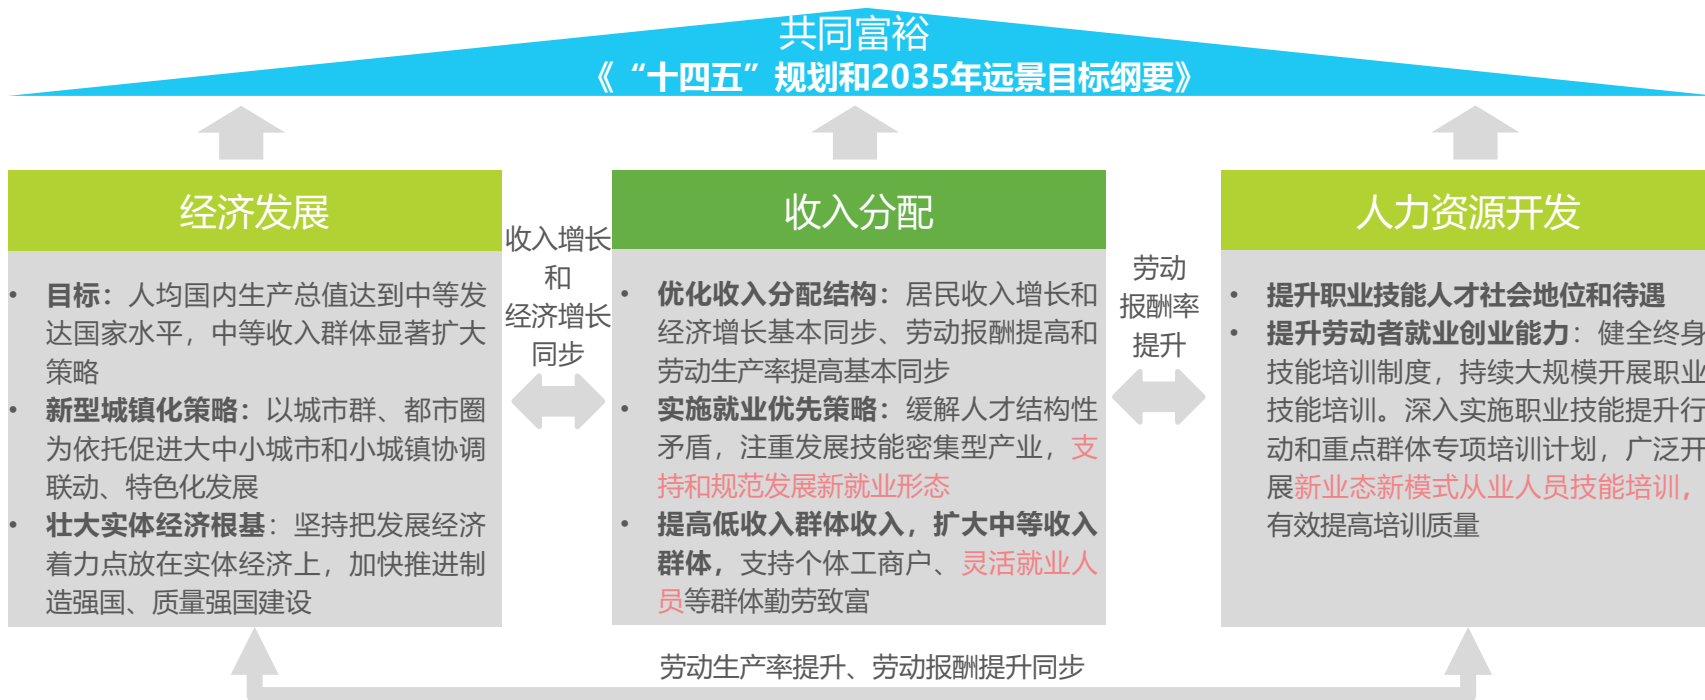 共同富裕
《“十四五”规划和2035年远景目标纲要》
经济发展
• 目标：人均国内生产总值达到中等发
达国家水平，中等收入群体显著扩大
策略
• 新型城镇化策略：以城市群、都市圈
为依托促进大中小城市和小城镇协调
联动、特色化发展
• 壮大实体经济根基：坚持把发展经济
着力点放在实体经济上，加快推进制
造强国、质量强国建设
收入增长
和
经济增长
同步
收入分配
• 优化收入分配结构：居民收入增长和
经济增长基本同步、劳动报酬提高和
劳动生产率提高基本同步
• 实施就业优先策略：缓解人才结构性
矛盾，注重发展技能密集型产业，支
持和规范发展新就业形态
• 提高低收入群体收入，扩大中等收入
群体，支持个体工商户、灵活就业人
员等群体勤劳致富
劳动
报酬率
提升
人力资源开发
• 提升职业技能人才社会地位和待遇
• 提升劳动者就业创业能力：健全终身
技能培训制度，持续大规模开展职业
技能培训。深入实施职业技能提升行
动和重点群体专项培训计划，广泛开
展新业态新模式从业人员技能培训，
有效提高培训质量
劳动生产率提升、劳动报酬提升同步